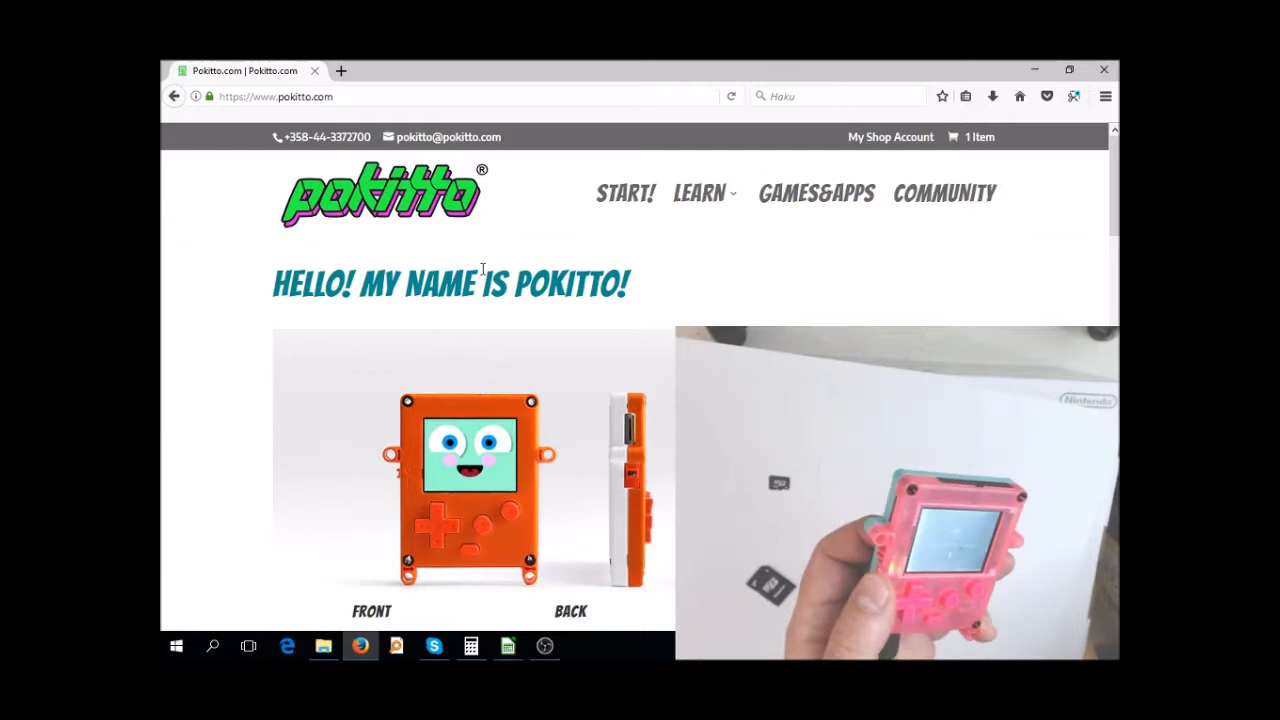 Pokitto.com | Pokitto.com
https://www.pokitto.com
Haku
+358-44-3372700 pokitto@pokitto.com
My Shop Account 1 Item
pokitto®
START! LEARN GAMES&APPS COMMUNITY
HELLO! MY NAME IS POKITTO!
Nintendo
FRONT BACK